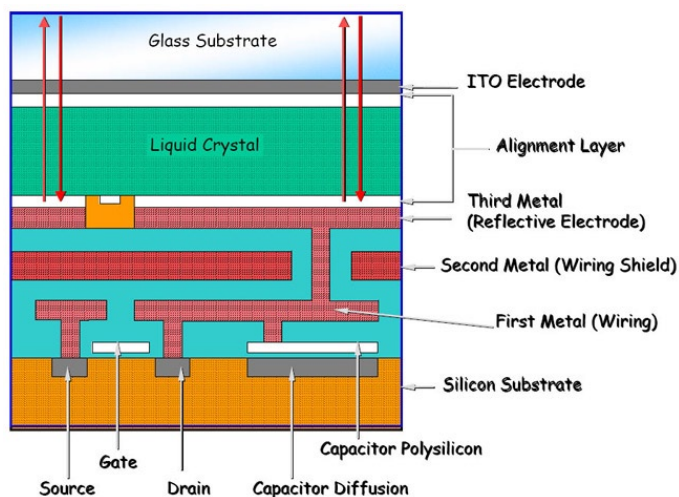 Glass Substrate
ITO Electrode
Liquid Crystal
Alignment Layer
Third Metal
(Reflective Electrode)
Second Metal (Wiring Shield)
First Metal (Wiring)
Silicon Substrate
Capacitor Polysilicon
Gate
Source
Drain
Capacitor Diffusion